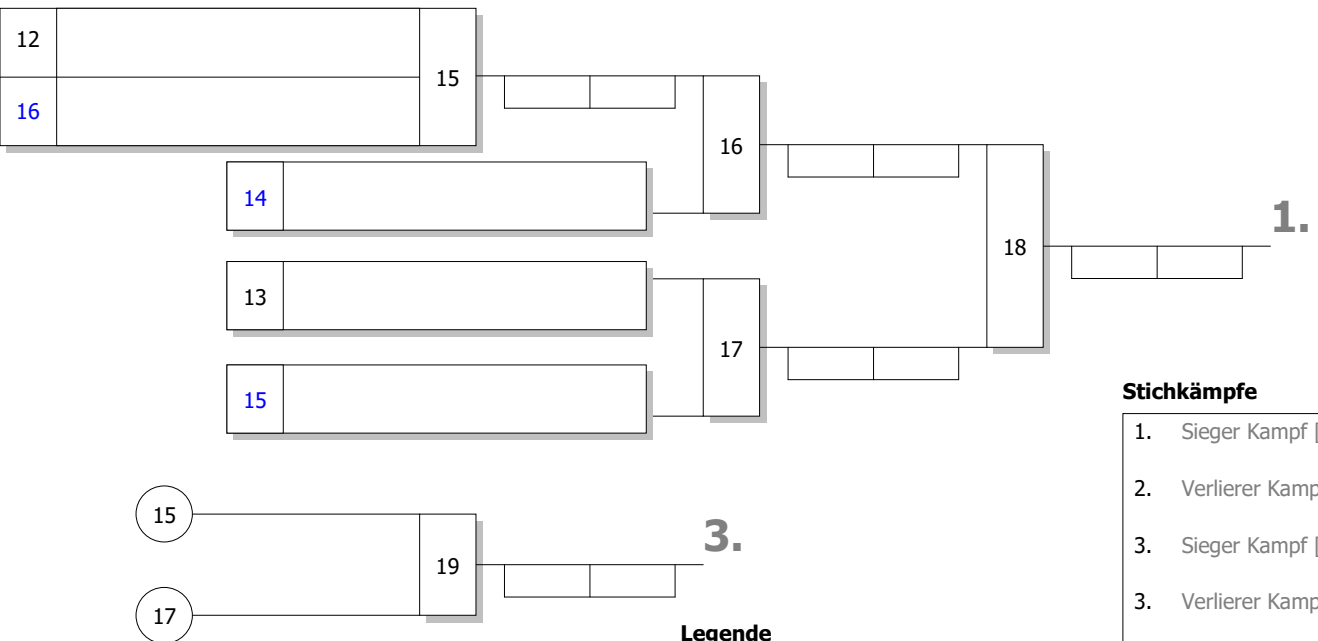 12
15
16
16
14
1.
18
13
17
15
Stichkämpfe
1. Sieger Kampf [
2. Verlierer Kamp
15
3.
3. Sieger Kampf [
19
3. Verlierer Kamp
17
Legende